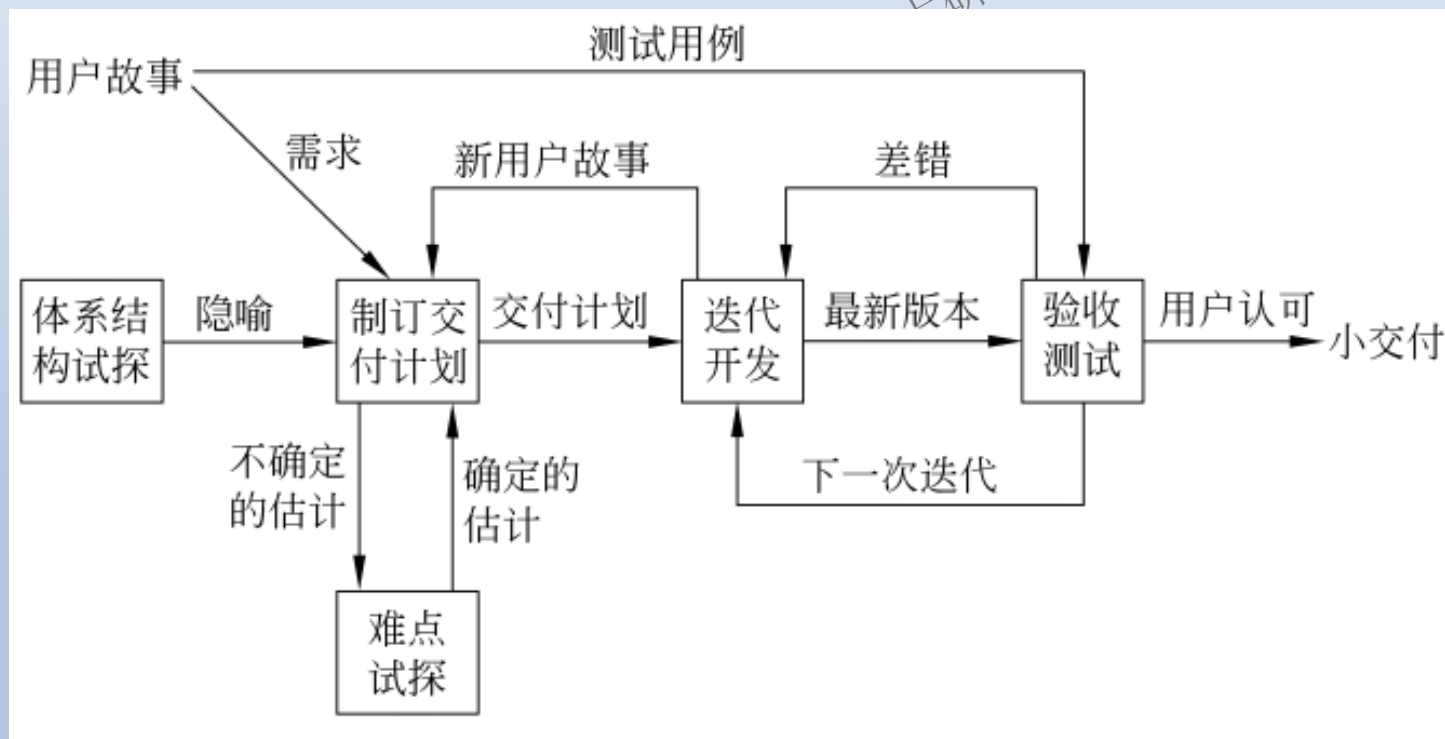 测试用例
用户故事
需求
新用户故事
差错
体系结
构试探
隐喻
制订交
付计划
交付计划
迭代
开发
最新版本
验收
测试
用户认可
小交付
不确定
的估计
确定的
估计
下一次迭代
难点
试探